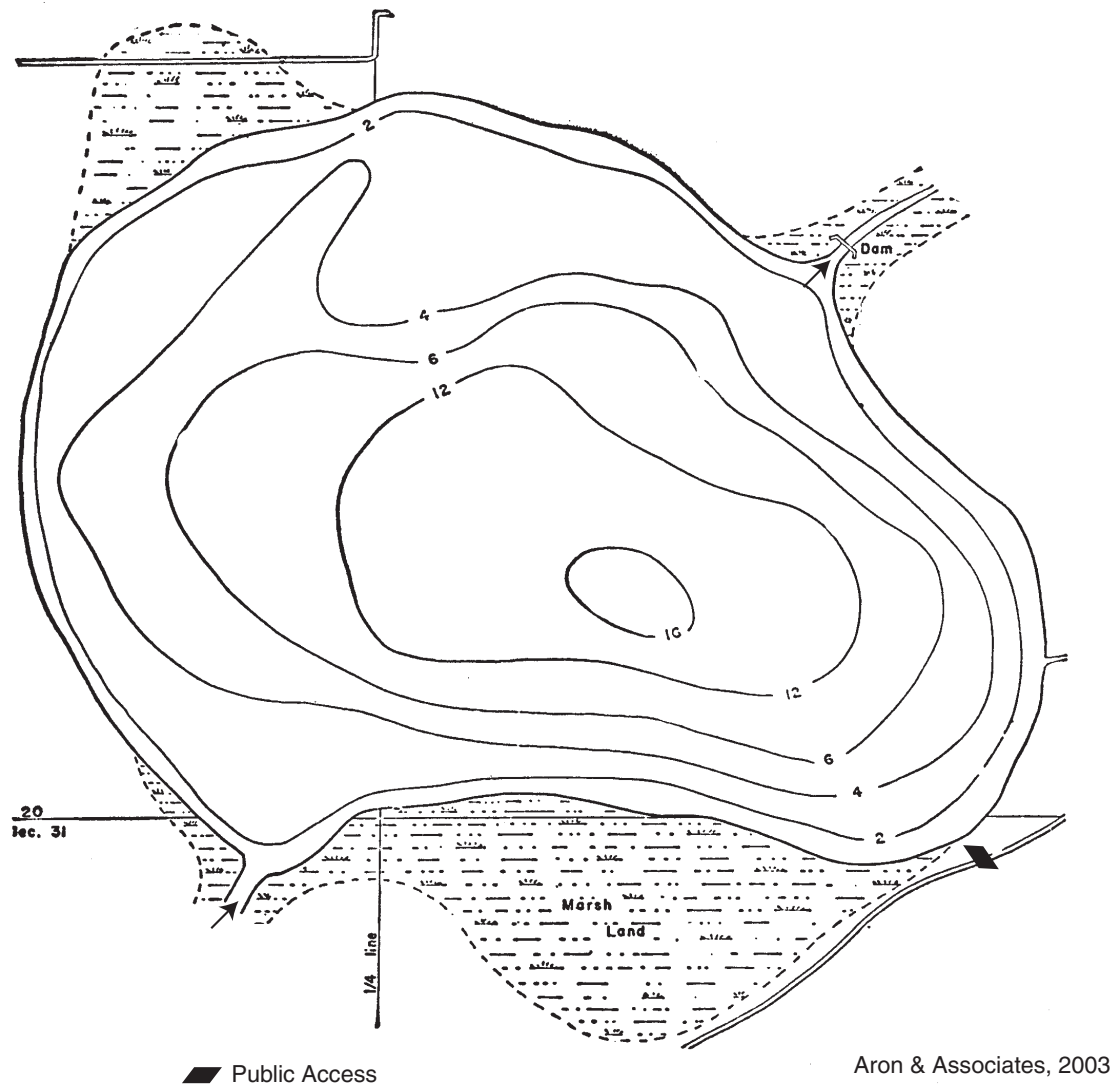 2
Dam
4
6
12
16
12
6
4
2
20
Sec. 31
Marsh
Land
1/4 line
Public Access
Aron & Associates, 2003